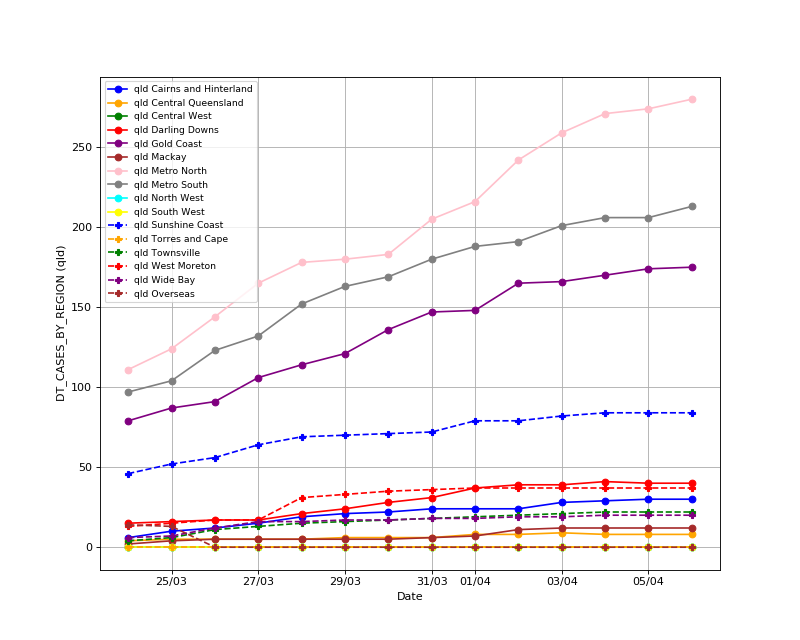 qld Cairns and Hinterland
qld Central Queensland
qld Central West
qld Darling Downs
qld Gold Coast
qld Mackay
qld Metro North
qld Metro South
qld North West
qld South West
qld Sunshine Coast
qld Torres and Cape
qld Townsville
qld West Moreton
qld Wide Bay
qld Overseas
DT_CASES_BY_REGION (qld)
250
200
150
100
50
0
25/03 27/03 29/03 31/03 01/04 03/04 05/04
Date